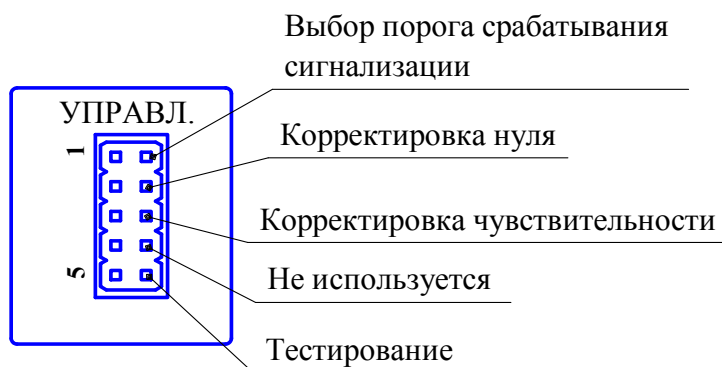 Выбор порога срабатывания
сигнализации
УПРАВЛ.
1
Корректировка нуля
Корректировка чувствительности
Не используется
5
Тестирование